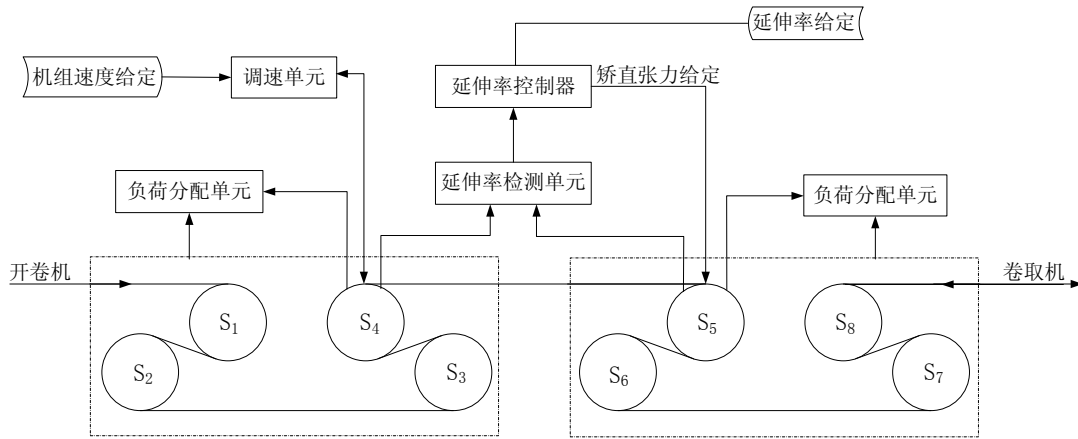 延伸率给定
机组速度给定
调速单元
延伸率控制器
矫直张力给定
负荷分配单元
延伸率检测单元
负荷分配单元
开卷机
卷取机
S₁
S₄
S₅
S₈
S₂
S₃
S₆
S₇